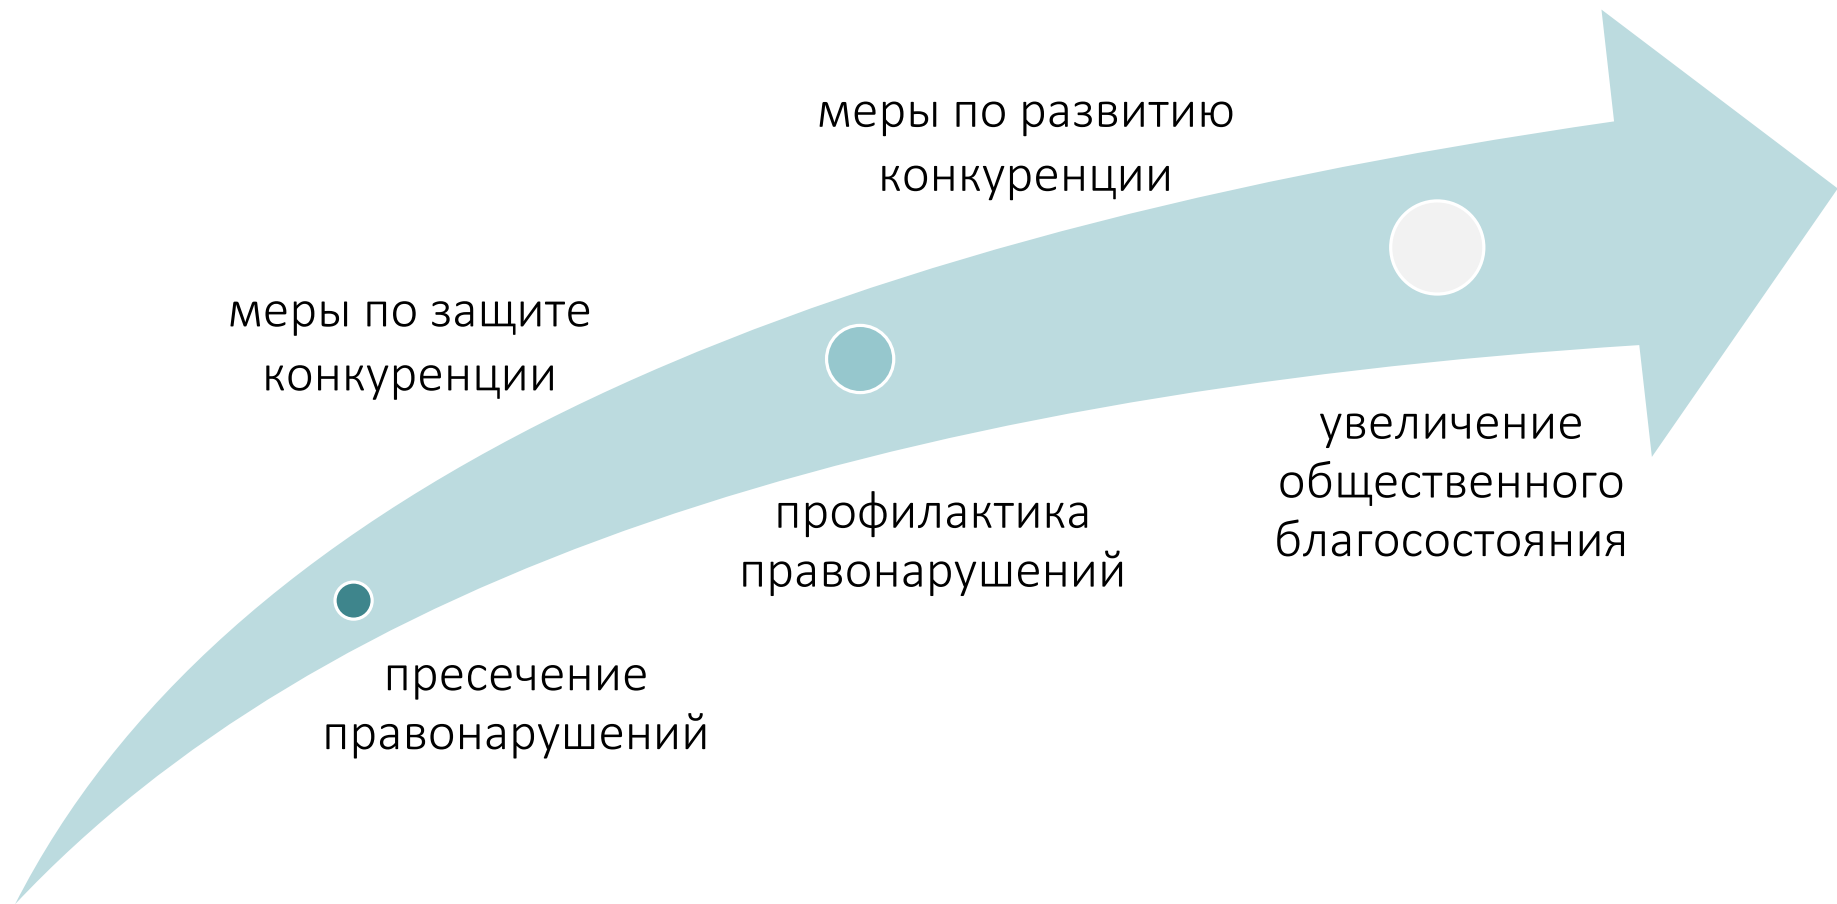 меры по развитию
конкуренции
меры по защите
конкуренции
увеличение
общественного
благосостояния
профилактика
правонарушений
пресечение
правонарушений